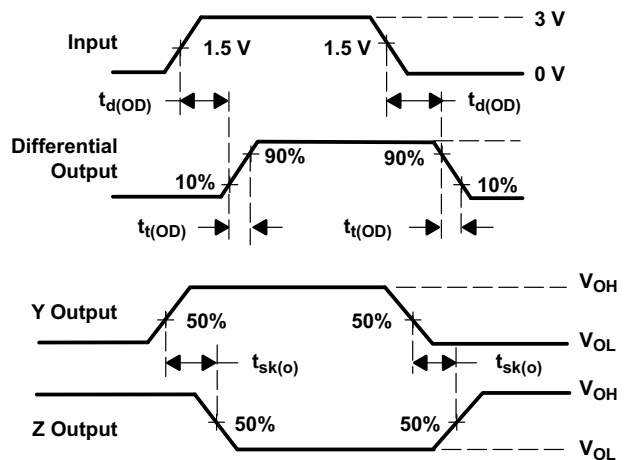 3 V
Input
1.5 V
1.5 V
0 V
td(OD)
td(OD)
Differential
Output
90%
90%
10%
10%
tt(OD)
tt(OD)
VOH
Y Output
50%
50%
VOL
tsk(o)
tsk(o)
VOH
Z Output
50%
50%
VOL